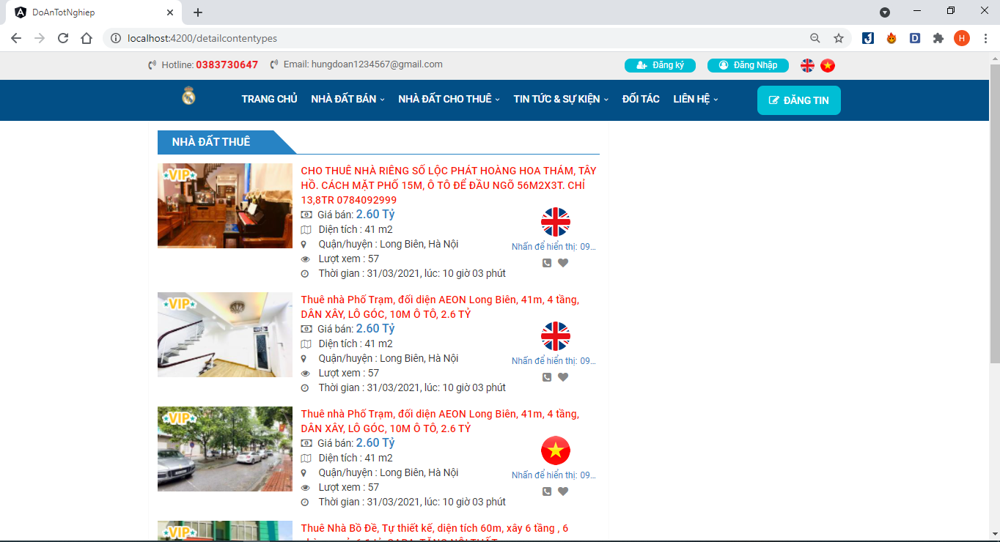 DoAnTotNghiep
localhost:4200/detailcontentypes
H
Hotline: 0383730647 Email: hungdoan1234567@gmail.com Đăng ký Đăng Nhập
TRANG CHỦ NHÀ ĐẤT BÁN NHÀ ĐẤT CHO THUÊ TIN TỨC & SỰ KIỆN ĐỐI TÁC LIÊN HỆ ĐĂNG TIN
NHÀ ĐẤT THUÊ
VIP
CHO THUÊ NHÀ RIÊNG SỐ LỘC PHÁT HOÀNG HOA THÁM, TÂY
HỒ. CÁCH MẶT PHỐ 15M, Ô TÔ ĐỂ ĐẦU NGÕ 56M2X3T. CHỈ
13,8TR 0784092999
Giá bán: 2.60 Tỷ
Diện tích : 41 m2
Quận/huyện : Long Biên, Hà Nội
Nhấn để hiển thị: 09...
Lượt xem : 57
Thời gian : 31/03/2021, lúc: 10 giờ 03 phút
VIP
Thuê nhà Phố Trạm, đối diện AEON Long Biên, 41m, 4 tầng,
DÂN XÂY, LÔ GÓC, 10M Ô TÔ, 2.6 TỶ
Giá bán: 2.60 Tỷ
Diện tích : 41 m2
Quận/huyện : Long Biên, Hà Nội
Nhấn để hiển thị: 09...
Lượt xem : 57
Thời gian : 31/03/2021, lúc: 10 giờ 03 phút
VIP
Thuê nhà Phố Trạm, đối diện AEON Long Biên, 41m, 4 tầng,
DÂN XÂY, LÔ GÓC, 10M Ô TÔ, 2.6 TỶ
Giá bán: 2.60 Tỷ
Diện tích : 41 m2
Quận/huyện : Long Biên, Hà Nội
Nhấn để hiển thị: 09...
Lượt xem : 57
Thời gian : 31/03/2021, lúc: 10 giờ 03 phút
VIP
Thuê Nhà Bồ Đề, Tự thiết kế, diện tích 60m, xây 6 tầng , 6